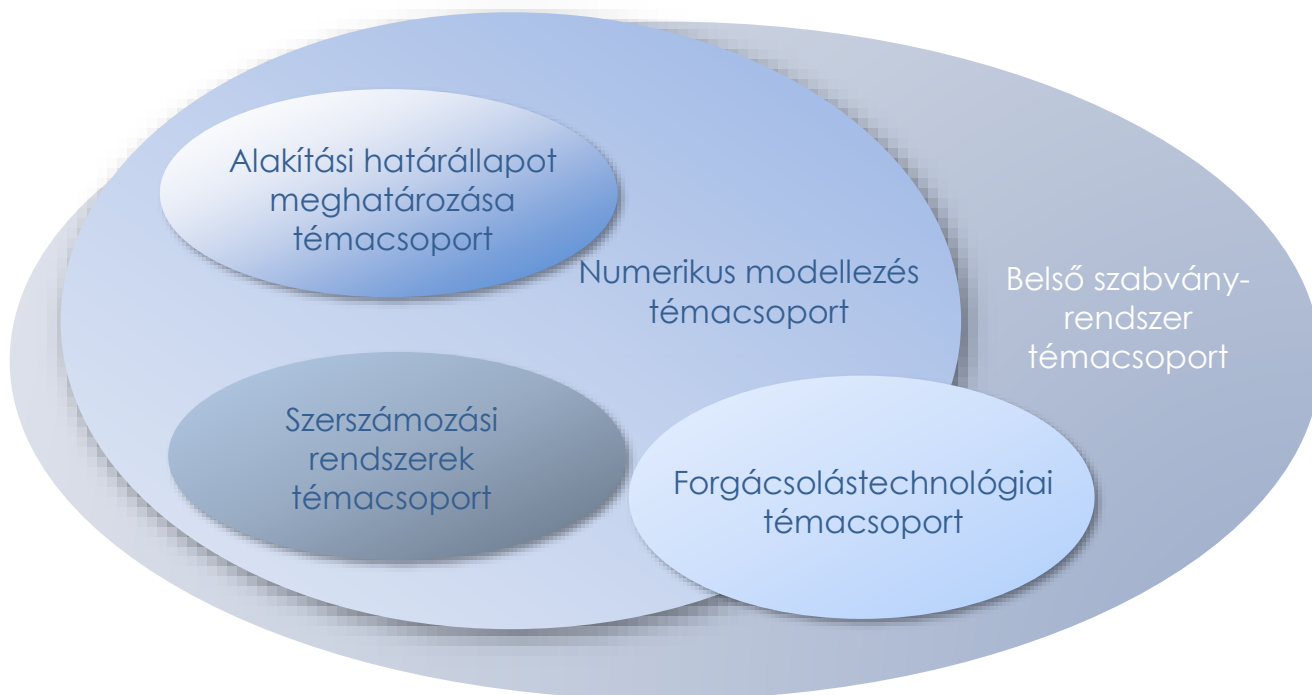 Alakítási határállapot
meghatározása
témacsoport
Numerikus modellezés
témacsoport
Belső szabvány-
rendszer
témacsoport
Szerszámozási
rendszerek
témacsoport
Forgácsolástechnológiai
témacsoport